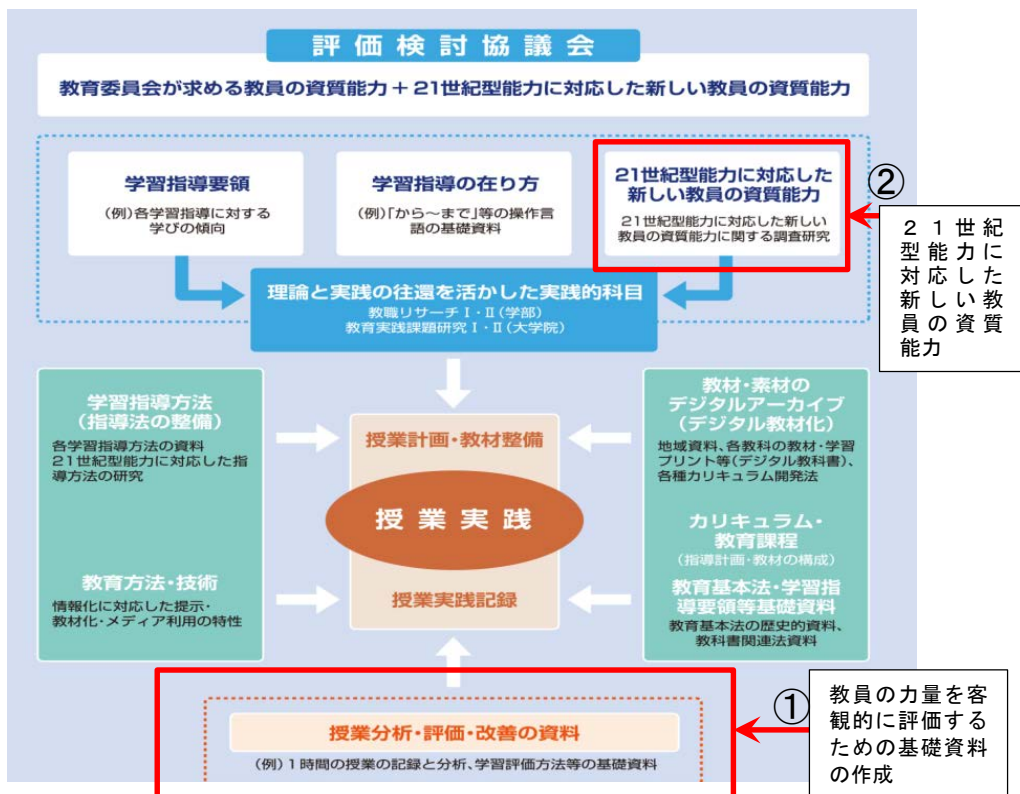 評価検討協議会
教育委員会が求める教員の資質能力＋21世紀型能力に対応した新しい教員の資質能力
学習指導要領
(例)各学習指導に対する
学びの傾向
学習指導の在り方
(例)「から～まで」等の操作言
語の基礎資料
21世紀型能力に対応した
新しい教員の資質能力
21世紀型能力に対応した新しい
教員の資質能力に関する調査研究
②
２１世紀
型能力に
対応した
新しい教
員の資質
能力
理論と実践の往還を活かした実践的科目
教職リサーチⅠ・Ⅱ(学部)
教育実践課題研究Ⅰ・Ⅱ(大学院)
学習指導方法
(指導法の整備)
各学習指導方法の資料
21世紀型能力に対応した指
導方法の研究
教育方法・技術
情報化に対応した提示・
教材化・メディア利用の特性
授業計画・教材整備
授業実践
授業実践記録
教材・素材の
デジタルアーカイブ
(デジタル教材化)
地域資料、各教科の教材・学習
プリント等(デジタル教科書)、
各種カリキュラム開発法
カリキュラム・
教育課程
(指導計画・教材の構成)
教育基本法・学習指
導要領等基礎資料
教育基本法の歴史的資料、
教科書関連法資料
授業分析・評価・改善の資料
(例)1時間の授業の記録と分析、学習評価方法等の基礎資料
①
教員の力量を客
観的に評価する
ための基礎資料
の作成